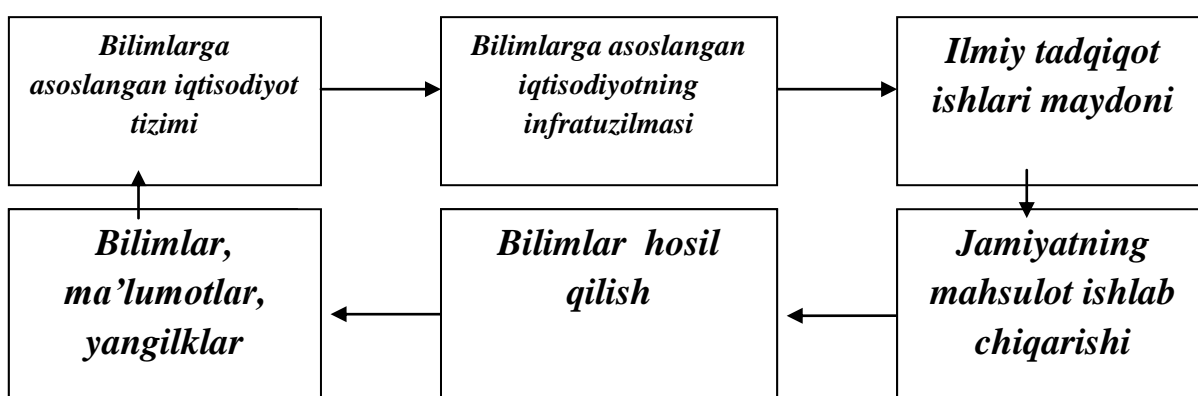 Bilimlarga
asoslangan iqtisodiyot
tizimi
Bilimlarga asoslangan
iqtisodiyotning
infratuzilmasi
Ilmiy tadqiqot
ishlari maydoni
Bilimlar,
ma’lumotlar,
yangilklar
Bilimlar hosil
qilish
Jamiyatning
mahsulot ishlab
chiqarishi